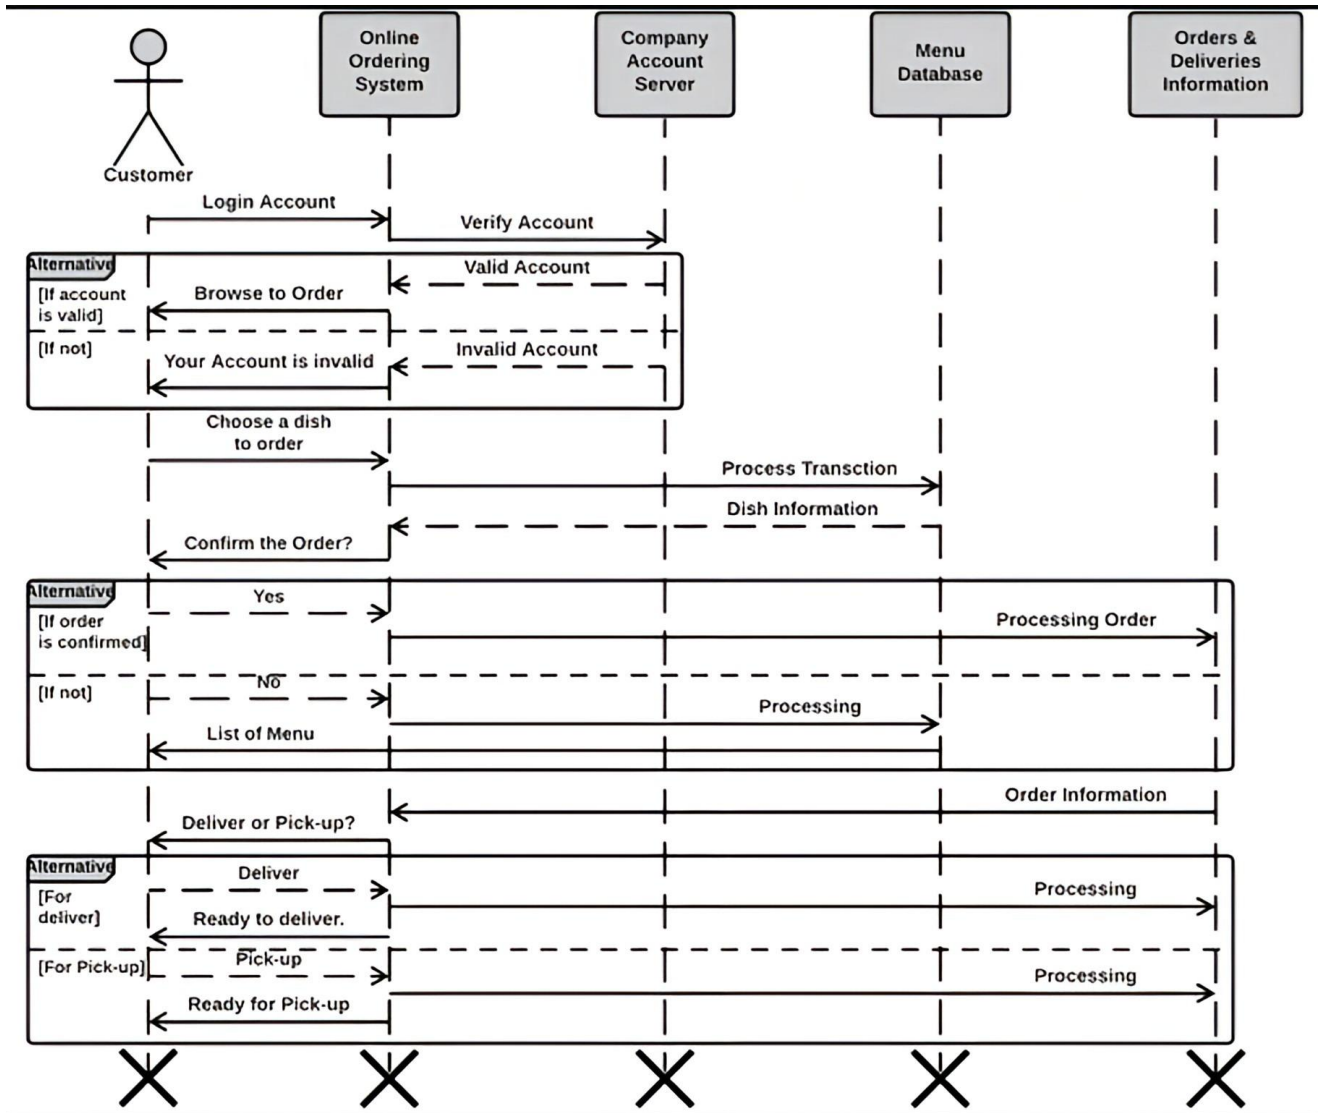 Online
Ordering
System
Company
Account
Server
Menu
Database
Orders &
Deliveries
Information
Customer
Login Account
Verify Account
Alternative
Valid Account
[If account
is valid]
Browse to Order
[If not]
Invalid Account
Your Account is invalid
Choose a dish
to order
Process Transction
Dish Information
Confirm the Order?
Alternative
Yes
[If order
is confirmed]
Processing Order
[If not]
No
Processing
List of Menu
Order Information
Deliver or Pick-up?
Alternative
Deliver
[For
deliver]
Processing
Ready to deliver.
[For Pick-up]
Pick-up
Processing
Ready for Pick-up